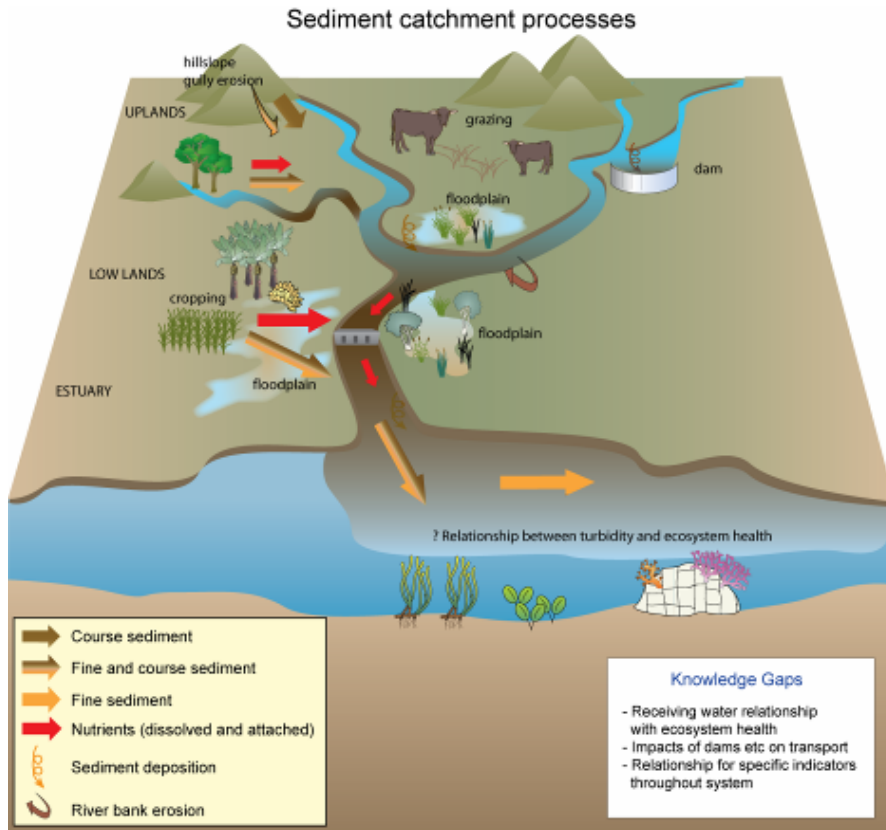 Sediment catchment processes
hillslope
gully erosion
UPLANDS
grazing
dam
floodplain
LOW LANDS
cropping
floodplain
floodplain
ESTUARY
? Relationship between turbidity and ecosystem health
Course sediment
Fine and course sediment
Fine sediment
Nutrients (dissolved and attached)
Sediment deposition
River bank erosion
Knowledge Gaps
- Receiving water relationship
with ecosystem health
- Impacts of dams etc on transport
- Relationship for specific indicators
throughout system